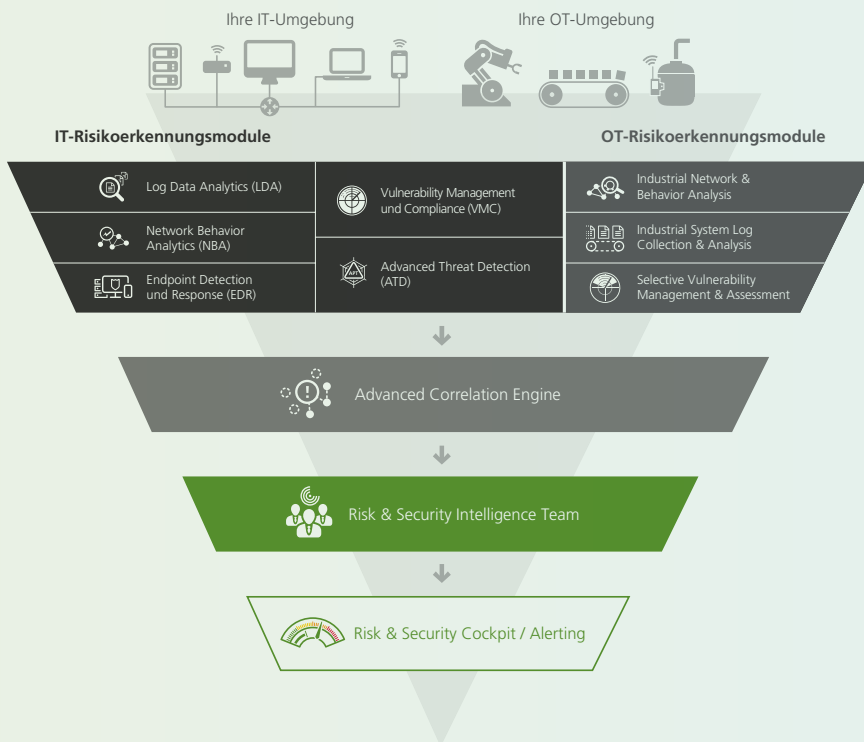 Ihre IT-Umgebung
Ihre OT-Umgebung
IT-Risikoerkennungsmodule
OT-Risikoerkennungsmodule
Log Data Analytics (LDA)
Network Behavior
Analytics (NBA)
Endpoint Detection
und Response (EDR)
Vulnerability Management
und Compliance (VMC)
APT
Advanced Threat Detection
(ATD)
Industrial Network &
Behavior Analysis
Industrial System Log
Collection & Analysis
Selective Vulnerability
Management & Assessment
Advanced Correlation Engine
Risk & Security Intelligence Team
Risk & Security Cockpit / Alerting